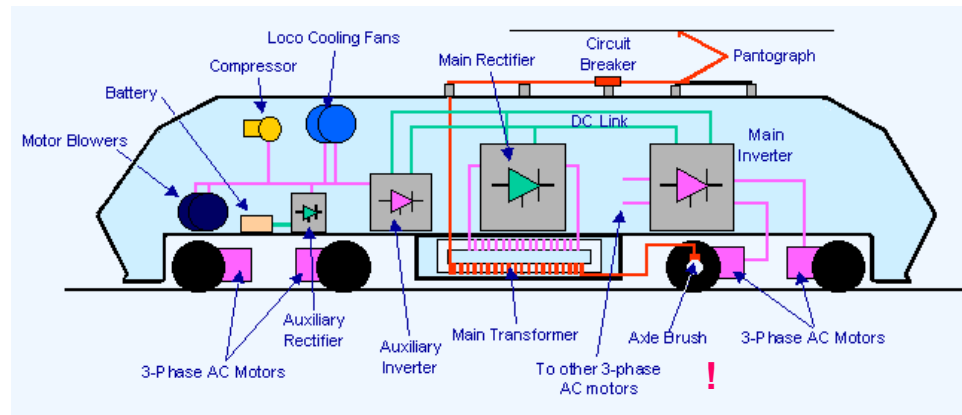 Loco Cooling Fans
Compressor
Battery
Motor Blowers
Main Rectifier
Circuit
Breaker
Pantograph
DC Link
Main
Inverter
3-Phase AC Motors
Auxiliary
Rectifier
Auxiliary
Inverter
Main Transformer
To other 3-phase
AC motors
!
Axle Brush
3-Phase AC Motors